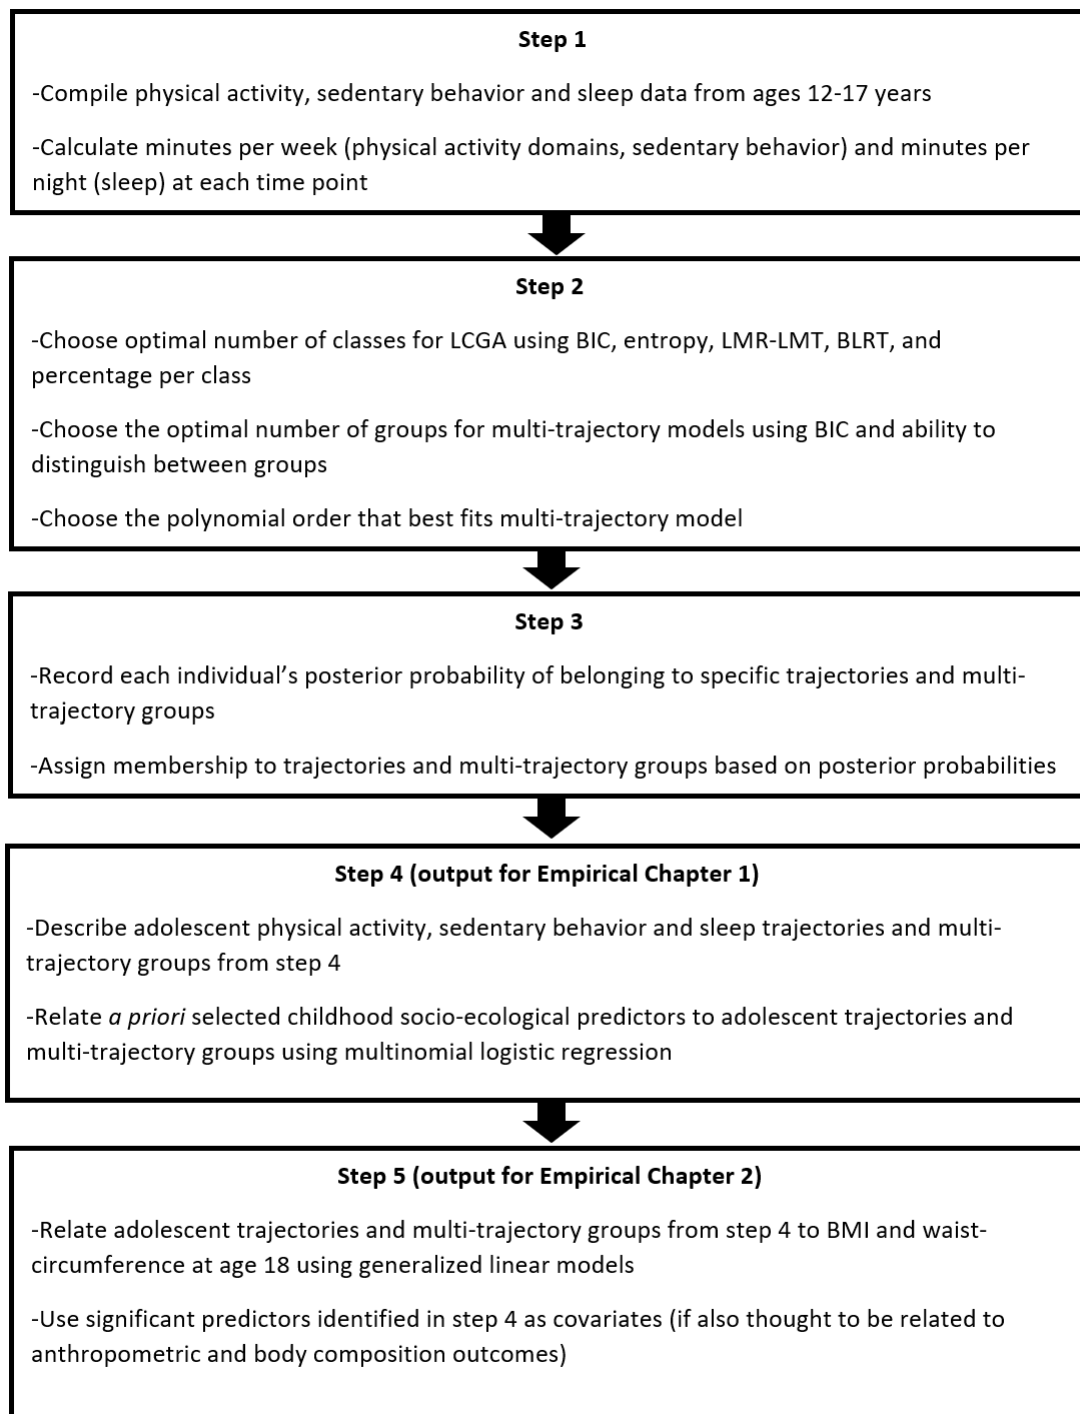 Step 1
-Compile physical activity, sedentary behavior and sleep data from ages 12-17 years
-Calculate minutes per week (physical activity domains, sedentary behavior) and minutes per
night (sleep) at each time point
Step 2
-Choose optimal number of classes for LCGA using BIC, entropy, LMR-LMT, BLRT, and
percentage per class
-Choose the optimal number of groups for multi-trajectory models using BIC and ability to
distinguish between groups
-Choose the polynomial order that best fits multi-trajectory model
Step 3
-Record each individual’s posterior probability of belonging to specific trajectories and multi-
trajectory groups
-Assign membership to trajectories and multi-trajectory groups based on posterior probabilities
Step 4 (output for Empirical Chapter 1)
-Describe adolescent physical activity, sedentary behavior and sleep trajectories and multi-
trajectory groups from step 4
-Relate a priori selected childhood socio-ecological predictors to adolescent trajectories and
multi-trajectory groups using multinomial logistic regression
Step 5 (output for Empirical Chapter 2)
-Relate adolescent trajectories and multi-trajectory groups from step 4 to BMI and waist-
circumference at age 18 using generalized linear models
-Use significant predictors identified in step 4 as covariates (if also thought to be related to
anthropometric and body composition outcomes)